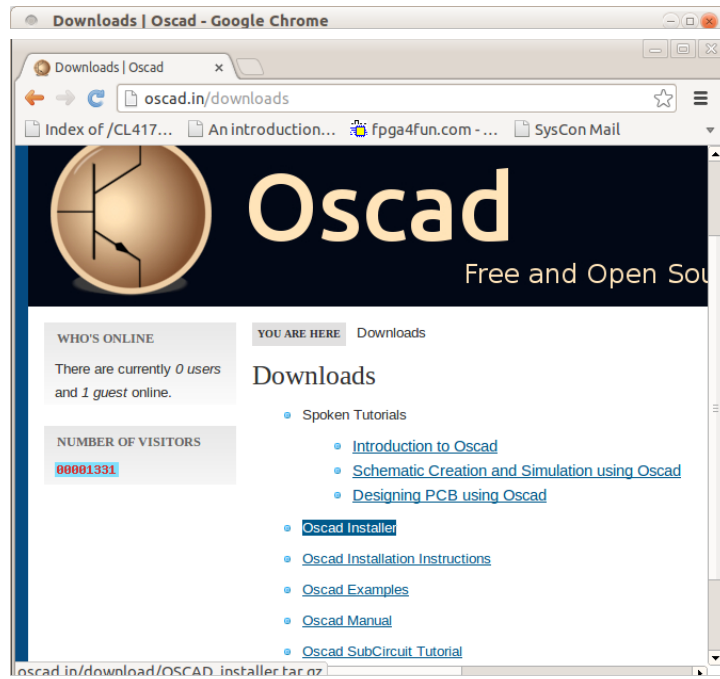 Downloads | Oscad - Google Chrome
Downloads | Oscad
oscad.in/downloads
Index of /CL417... An introduction... fpga4fun.com - ... SysCon Mail
Oscad
Free and Open Sou
WHO'S ONLINE
There are currently 0 users
and 1 guest online.
NUMBER OF VISITORS
00001331
YOU ARE HERE Downloads
Downloads
Spoken Tutorials
Introduction to Oscad
Schematic Creation and Simulation using Oscad
Designing PCB using Oscad
Oscad Installer
Oscad Installation Instructions
Oscad Examples
Oscad Manual
Oscad SubCircuit Tutorial
oscad.in/download/OSCAD_installer.tar.gz